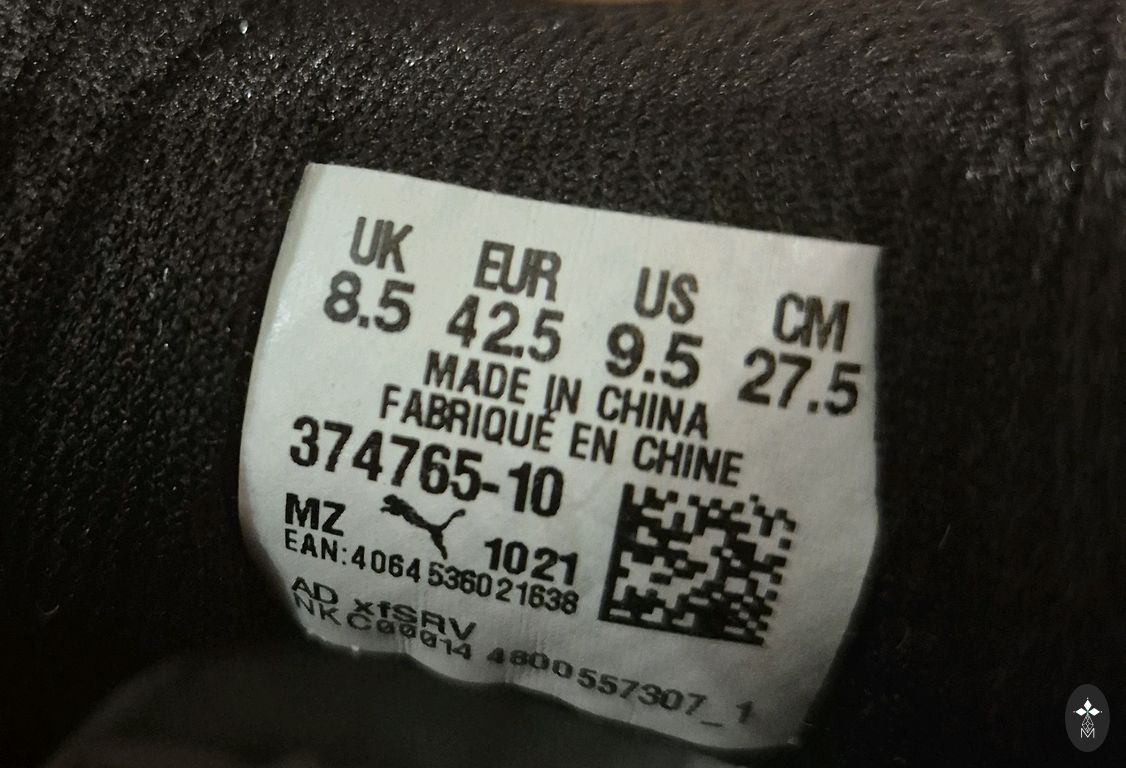 UK EUR US CM
8.5 42.5 9.5 27.5
MADE IN CHINA
FABRIQUÉ EN CHINE
374765-10
MZ 1021
EAN:4064536021638
AD xfSRV
NKC00014 4800557307_1
M